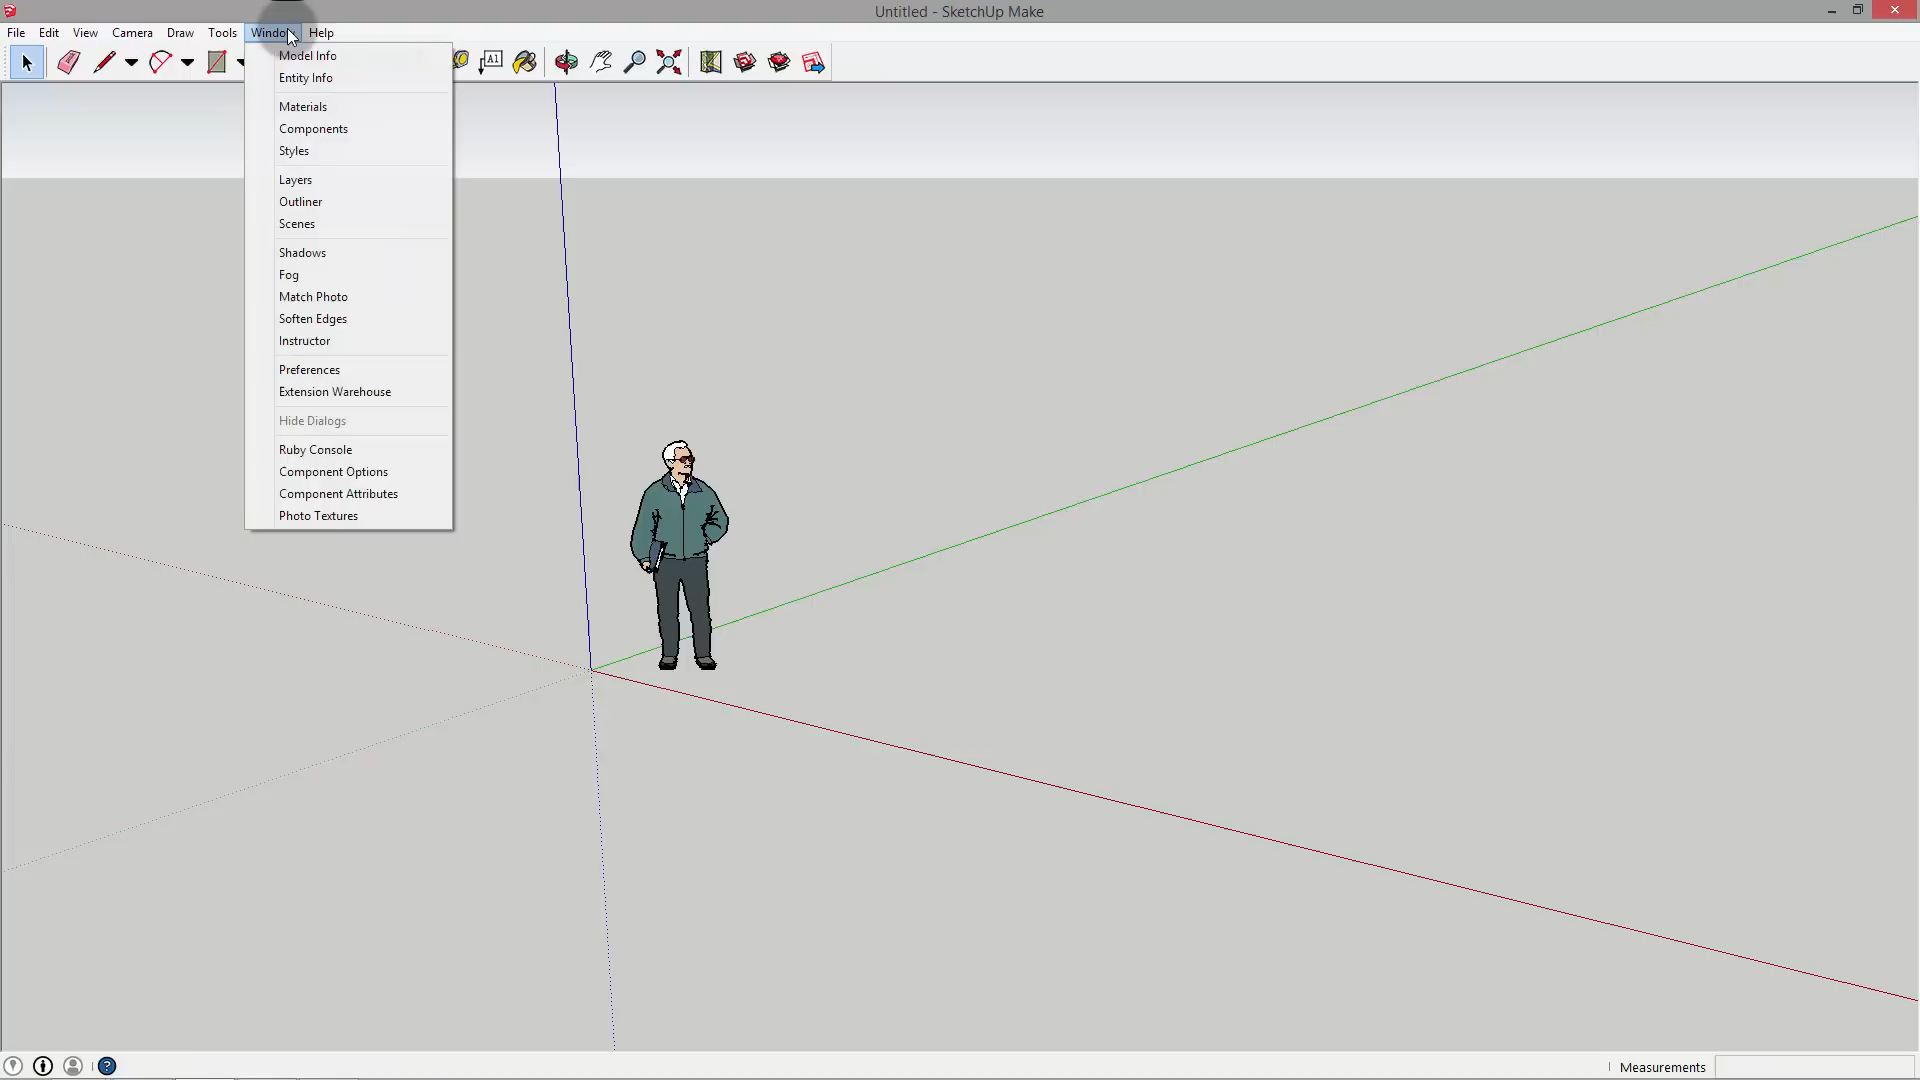 Untitled - SketchUp Make
File Edit View Camera Draw Tools Window Help
A1
Model Info
Entity Info
Materials
Components
Styles
Layers
Outliner
Scenes
Shadows
Fog
Match Photo
Soften Edges
Instructor
Preferences
Extension Warehouse
Hide Dialogs
Ruby Console
Component Options
Component Attributes
Photo Textures
Measurements